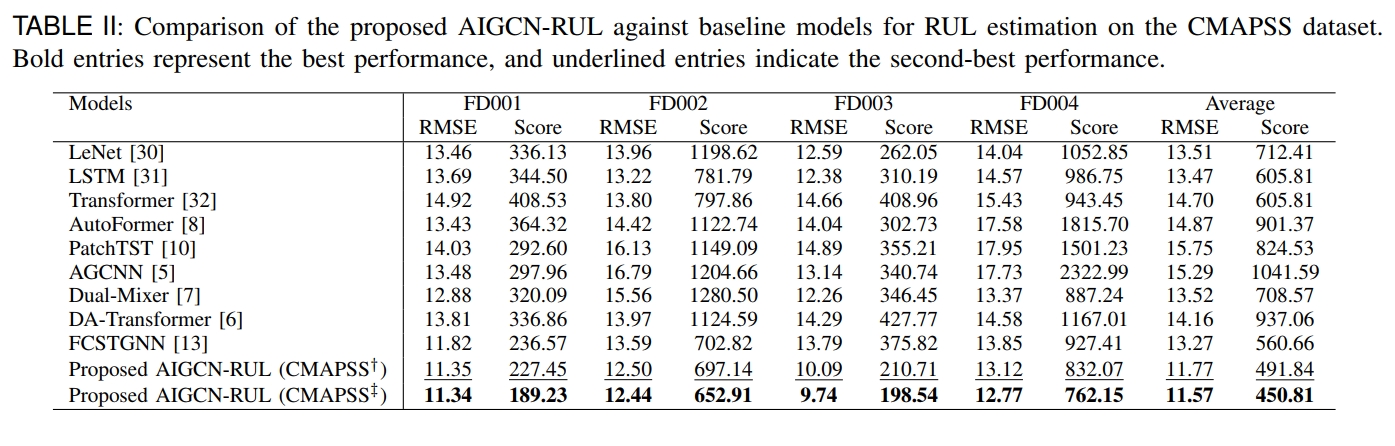 TABLE II: Comparison of the proposed AIGCN-RUL against baseline models for RUL estimation on the CMAPSS dataset.
Bold entries represent the best performance, and underlined entries indicate the second-best performance.
Models FD001 FD002 FD003 FD004 Average
RMSE Score RMSE Score RMSE Score RMSE Score RMSE Score
LeNet [30] 13.46 336.13 13.96 1198.62 12.59 262.05 14.04 1052.85 13.51 712.41
LSTM [31] 13.69 344.50 13.22 781.79 12.38 310.19 14.57 986.75 13.47 605.81
Transformer [32] 14.92 408.53 13.80 797.86 14.66 408.96 15.43 943.45 14.70 605.81
AutoFormer [8] 13.43 364.32 14.42 1122.74 14.04 302.73 17.58 1815.70 14.87 901.37
PatchTST [10] 14.03 292.60 16.13 1149.09 14.89 355.21 17.95 1501.23 15.75 824.53
AGCNN [5] 13.48 297.96 16.79 1204.66 13.14 340.74 17.73 2322.99 15.29 1041.59
Dual-Mixer [7] 12.88 320.09 15.56 1280.50 12.26 346.45 13.37 887.24 13.52 708.57
DA-Transformer [6] 13.81 336.86 13.97 1124.59 14.29 427.77 14.58 1167.01 14.16 937.06
FCSTGNN [13] 11.82 236.57 13.59 702.82 13.79 375.82 13.85 927.41 13.27 560.66
Proposed AIGCN-RUL (CMAPSS†) 11.35 227.45 12.50 697.14 10.09 210.71 13.12 832.07 11.77 491.84
Proposed AIGCN-RUL (CMAPSS‡) 11.34 189.23 12.44 652.91 9.74 198.54 12.77 762.15 11.57 450.81